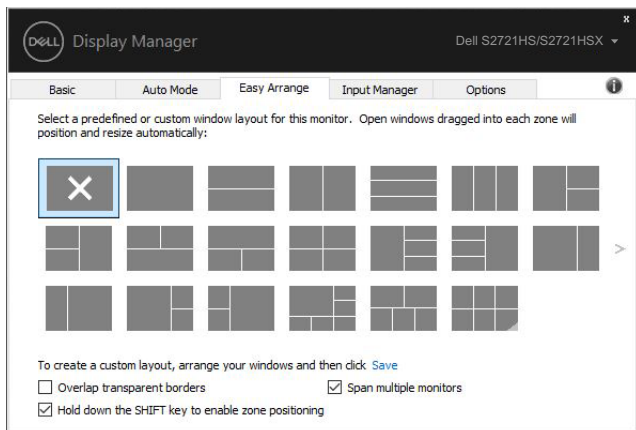 x
DELL Display Manager Dell S2721HS/S2721HSX
Basic Auto Mode Easy Arrange Input Manager Options
Select a predefined or custom window layout for this monitor. Open windows dragged into each zone will
position and resize automatically:
To create a custom layout, arrange your windows and then click Save
Overlap transparent borders Span multiple monitors
Hold down the SHIFT key to enable zone positioning